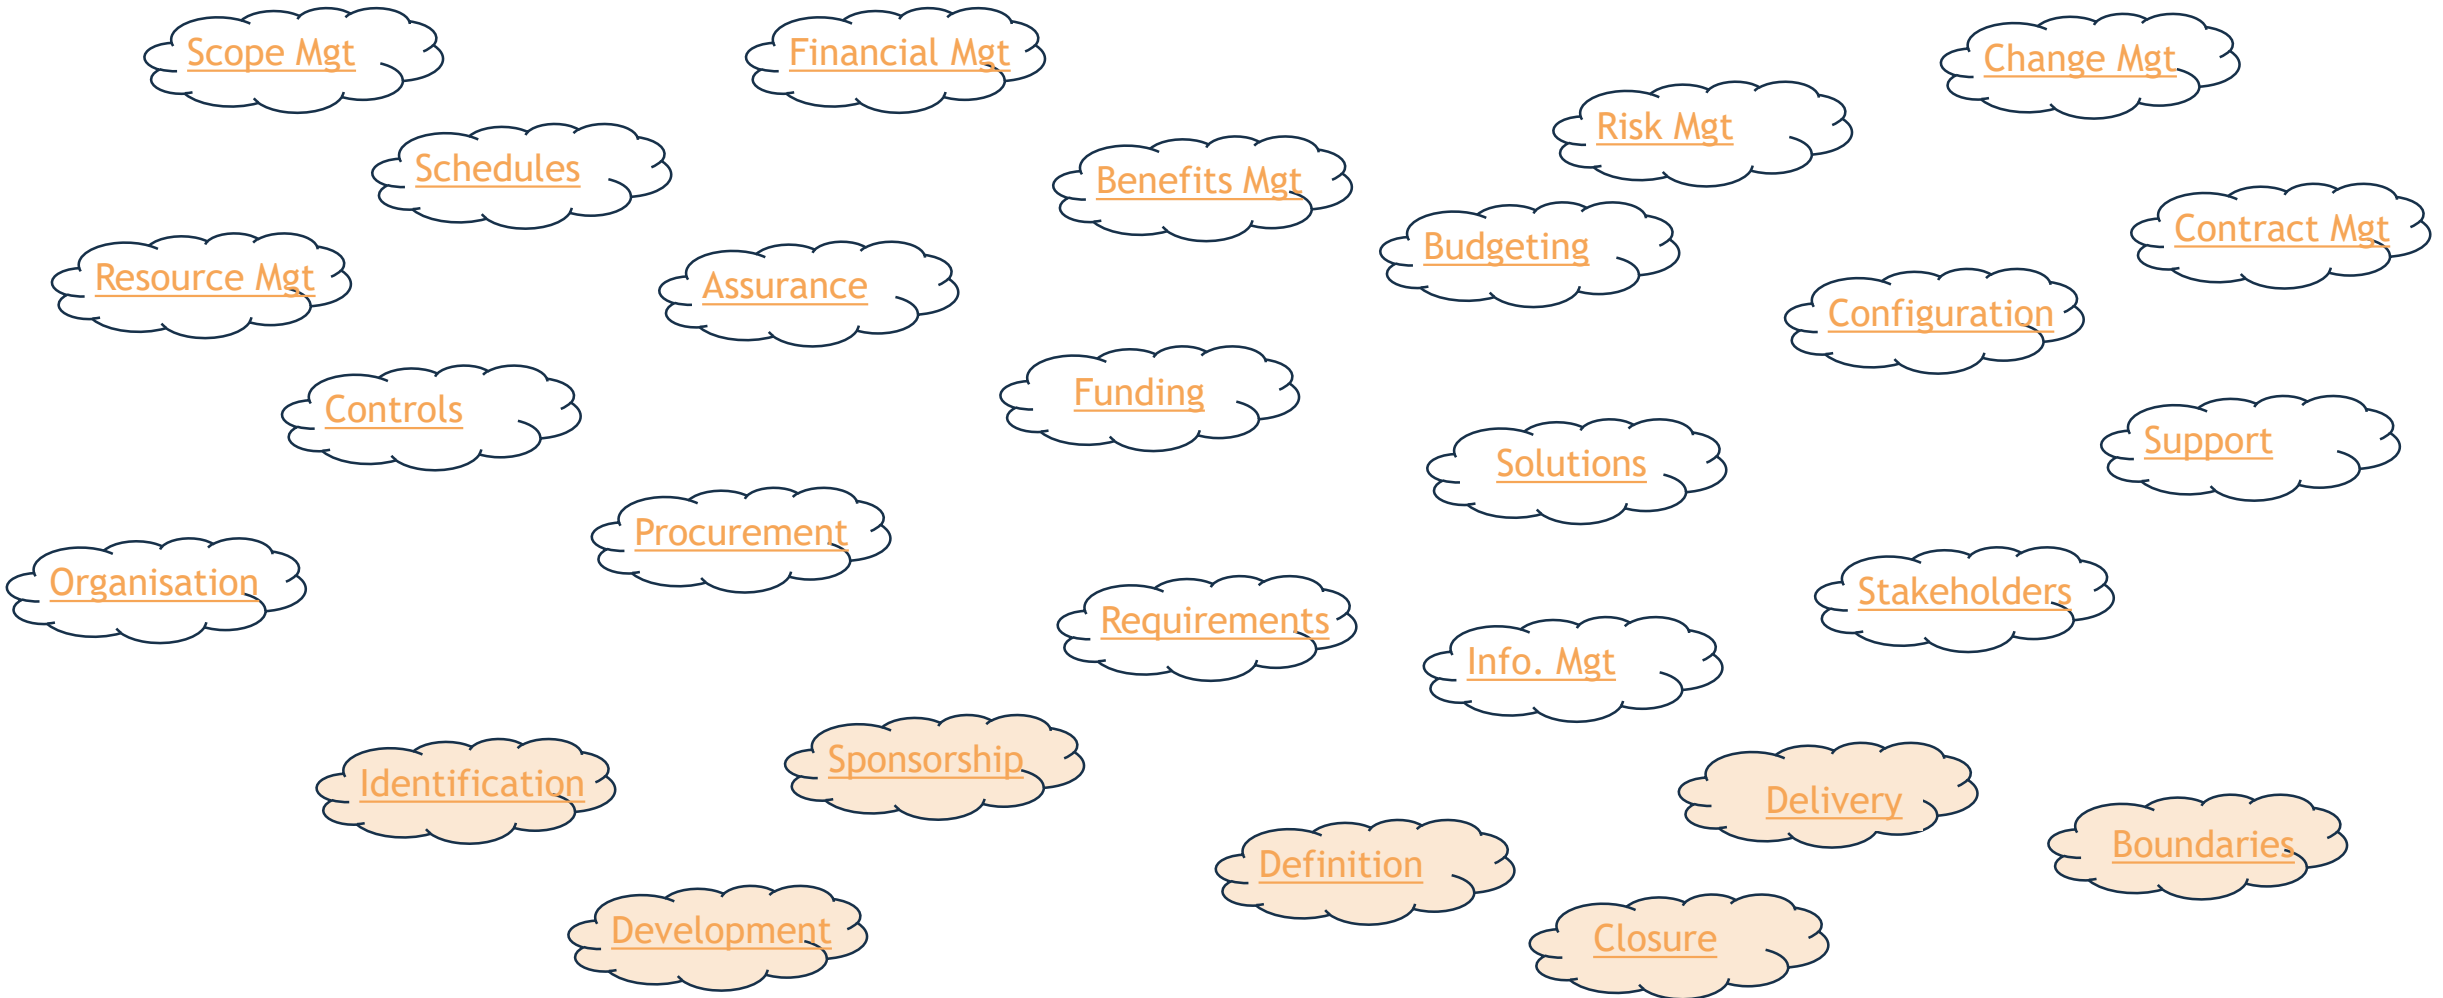 Scope Mgt
Financial Mgt
Change Mgt
Risk Mgt
Schedules
Benefits Mgt
Contract Mgt
Budgeting
Resource Mgt
Assurance
Configuration
Funding
Controls
Support
Solutions
Procurement
Organisation
Stakeholders
Requirements
Info. Mgt
Sponsorship
Identification
Delivery
Boundaries
Definition
Development
Closure